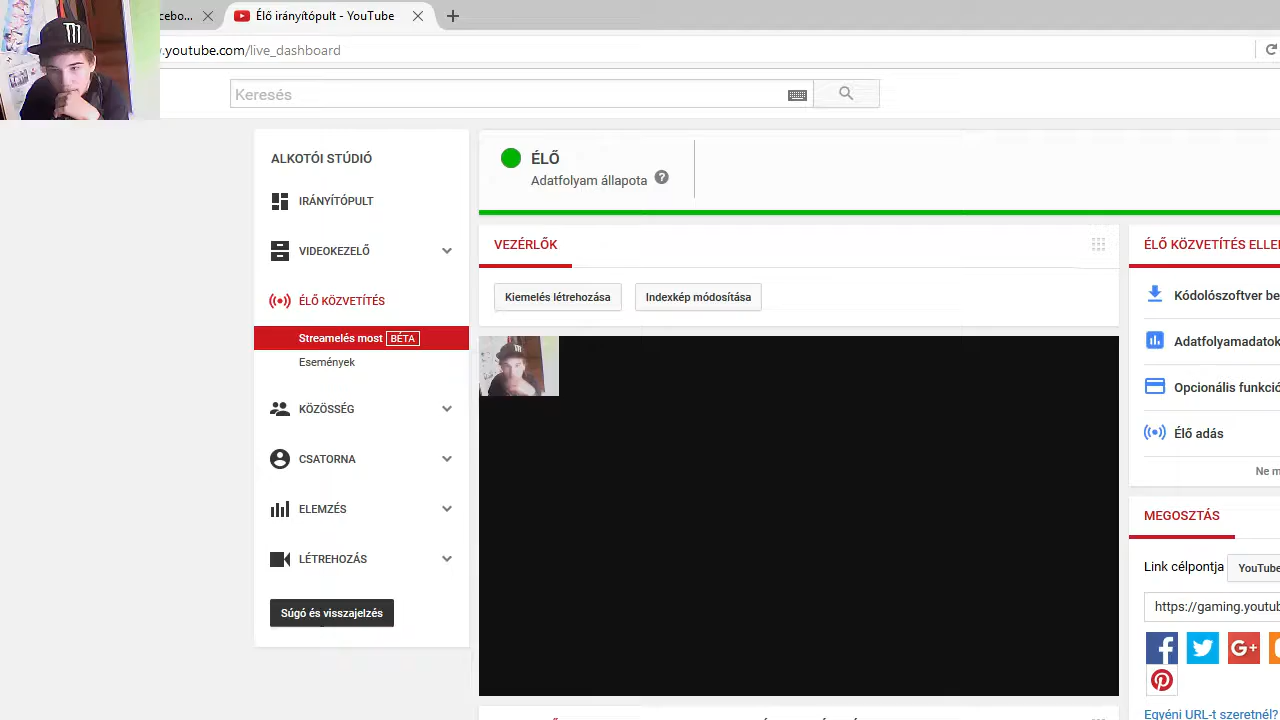 cebo...
Élő irányítópult - YouTube
.youtube.com/live_dashboard
Keresés
ALKOTÓI STÚDIÓ
IRÁNYÍTÓPULT
VIDEOKEZELŐ
ÉLŐ KÖZVETÍTÉS
Streamelés most BÉTA
Események
KÖZÖSSÉG
CSATORNA
ELEMZÉS
LÉTREHOZÁS
Súgó és visszajelzés
ÉLŐ
Adatfolyam állapota ?
VEZÉRLŐK
Kiemelés létrehozása
Indexkép módosítása
ÉLŐ KÖZVETÍTÉS ELLE
Kódolószoftver be
Adatfolyamadatok
Opcionális funkció
Élő adás
Ne m
MEGOSZTÁS
Link célpontja YouTube
https://gaming.youtub
Egyéni URL-t szeretnél?